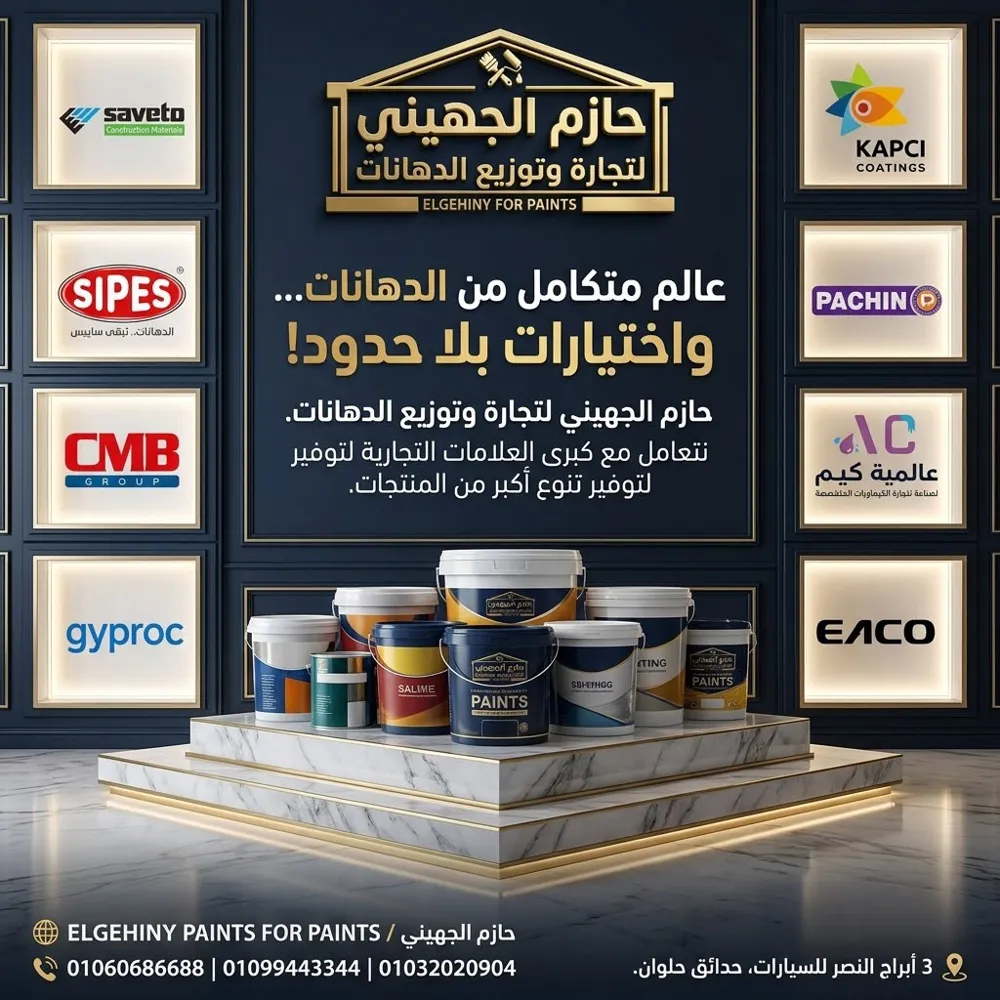 حازم الجهيني
لتجارة وتوزيع الدهانات
ELGEHINY FOR PAINTS
saveto
Construction Materials
KAPCI
COATINGS
SIPES
®
الدهانات.. تبقى سايبس
PACHIN
CMB
GROUP
AC
عالمية كيم
gyproc
EACO
عالم متكامل من الدهانات...
واختيارات بلا حدود!
حازم الجهيني لتجارة وتوزيع الدهانات.
نتعامل مع كبرى العلامات التجارية لتوفير
لتوفير تنوع أكبر من المنتجات.
SALIME
PAINTS
PAINTS
ELGEHINY PAINTS FOR PAINTS / حازم الجهيني
01060686688 | 01099443344 | 01032020904
3 أبراج النصر للسيارات، حدائق حلوان.